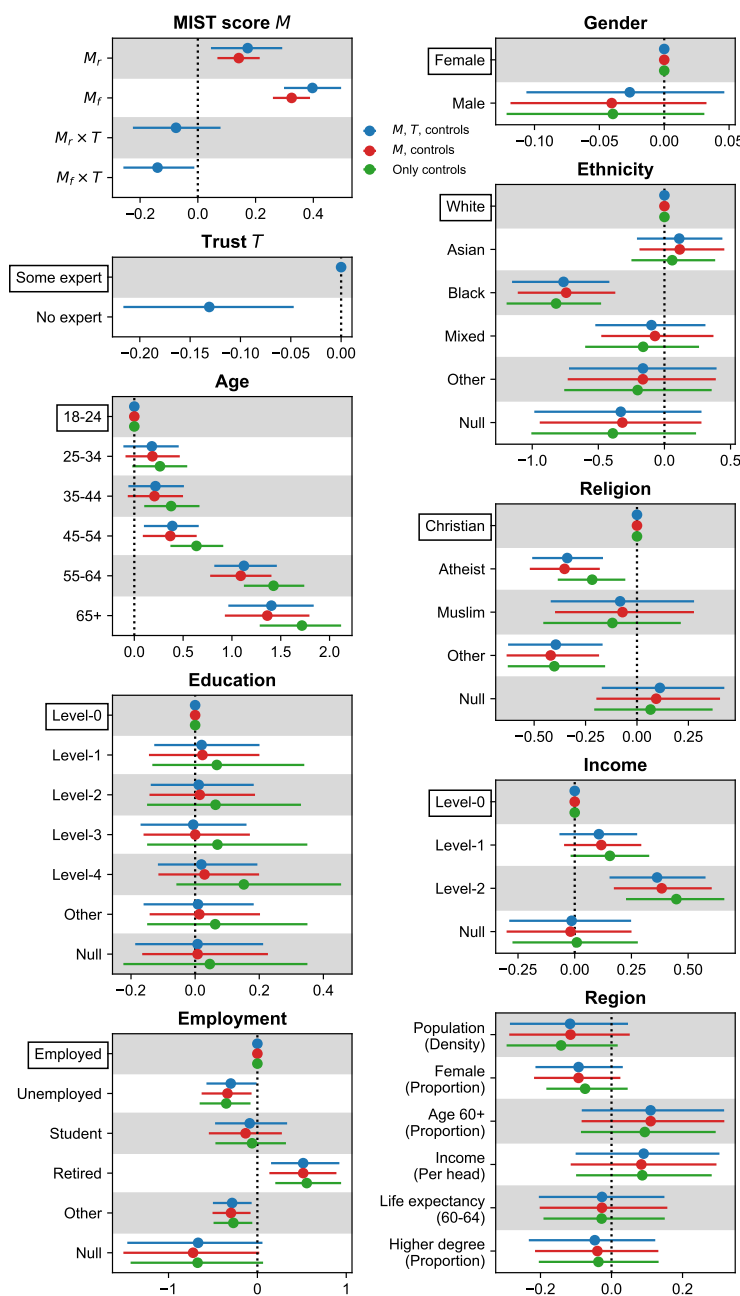 MIST score M
M_r
M_f
M_r × T
M_f × T
−0.2 0.0 0.2 0.4
M, T, controls
M, controls
Only controls
Trust T
Some expert
No expert
−0.20 −0.15 −0.10 −0.05 0.00
Age
18-24
25-34
35-44
45-54
55-64
65+
0.0 0.5 1.0 1.5 2.0
Education
Level-0
Level-1
Level-2
Level-3
Level-4
Other
Null
−0.2 0.0 0.2 0.4
Employment
Employed
Unemployed
Student
Retired
Other
Null
−1 0 1
Gender
Female
Male
−0.10 −0.05 0.00 0.05
Ethnicity
White
Asian
Black
Mixed
Other
Null
−1.0 −0.5 0.0 0.5
Religion
Christian
Atheist
Muslim
Other
Null
−0.50 −0.25 0.00 0.25
Income
Level-0
Level-1
Level-2
Null
−0.25 0.00 0.25 0.50
Region
Population
(Density)
Female
(Proportion)
Age 60+
(Proportion)
Income
(Per head)
Life expectancy
(60-64)
Higher degree
(Proportion)
−0.2 0.0 0.2